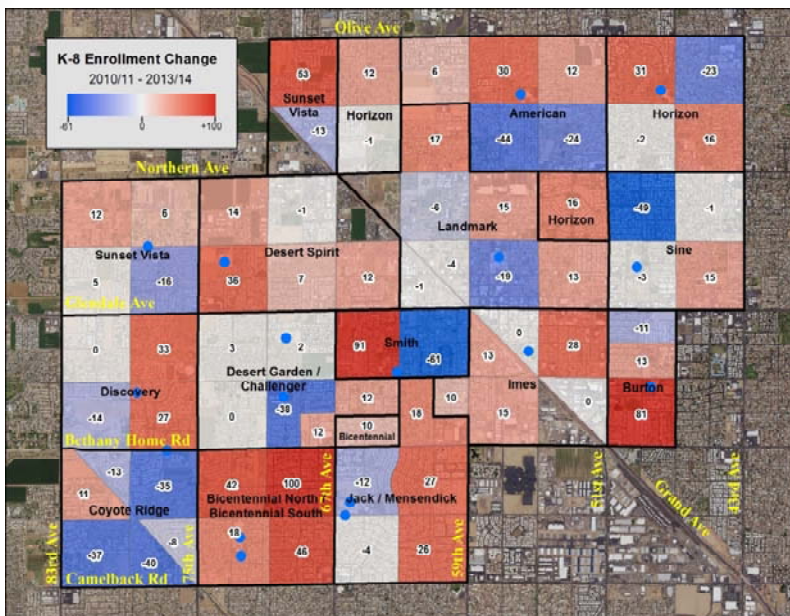 Olive Ave
K-8 Enrollment Change
2010/11 - 2013/14
-61 0 +100
53 12 6 30 12 31 -23
Sunset
Vista
Horizon
American
Horizon
-13 -1 17 -44 -24 -2 16
Northern Ave
12 6 14 -1 -6 15 16 -49 -1
Landmark
Horizon
Sunset Vista
Desert Spirit
Sine
5 -16 36 7 12 -1 -4 -19 13 -3 15
Glendale Ave
0 33 3 2 91 -61 13 0 28 -11
Smith
13
Desert Garden /
Challenger
Discovery
Imes
Burton
-14 27 0 -38 12 18 10 15 0 81
12 10
Bicentennial
Bethany Home Rd
-13 -35 42 100 -12 27
11
Coyote Ridge
Bicentennial North /
Bicentennial South
Jack / Mensendick
67th Ave
51st Ave
Grand Ave
43rd Ave
-37 -40 -8 18 46 -4 26
83rd Ave
75th Ave
59th Ave
Camelback Rd